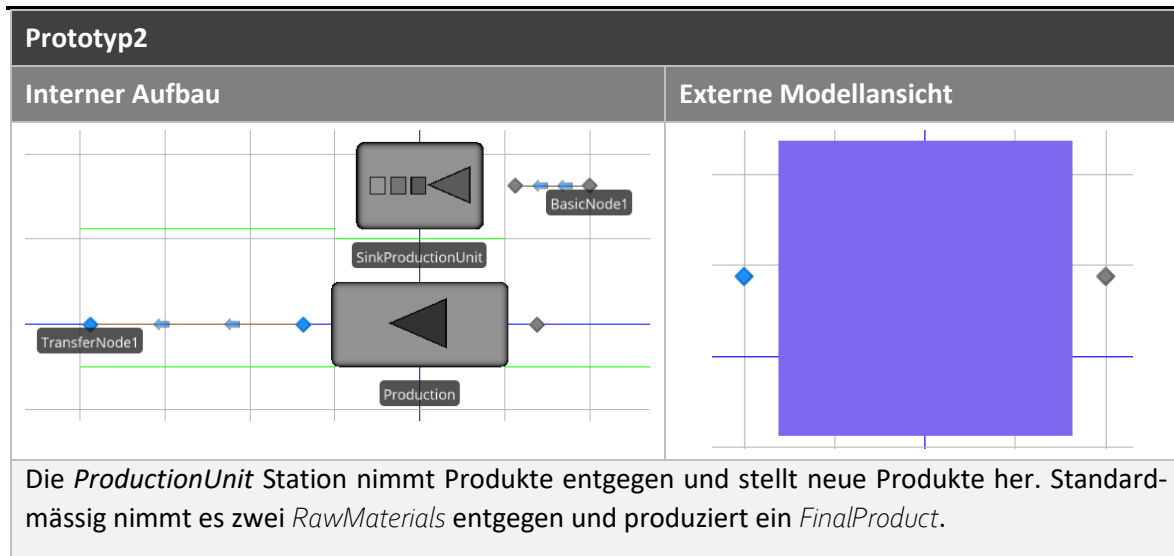 Prototyp2
Interner Aufbau
Externe Modellansicht
BasicNode1
SinkProductionUnit
TransferNode1
Production
Die ProductionUnit Station nimmt Produkte entgegen und stellt neue Produkte her. Standard-
mässig nimmt es zwei RawMaterials entgegen und produziert ein FinalProduct.